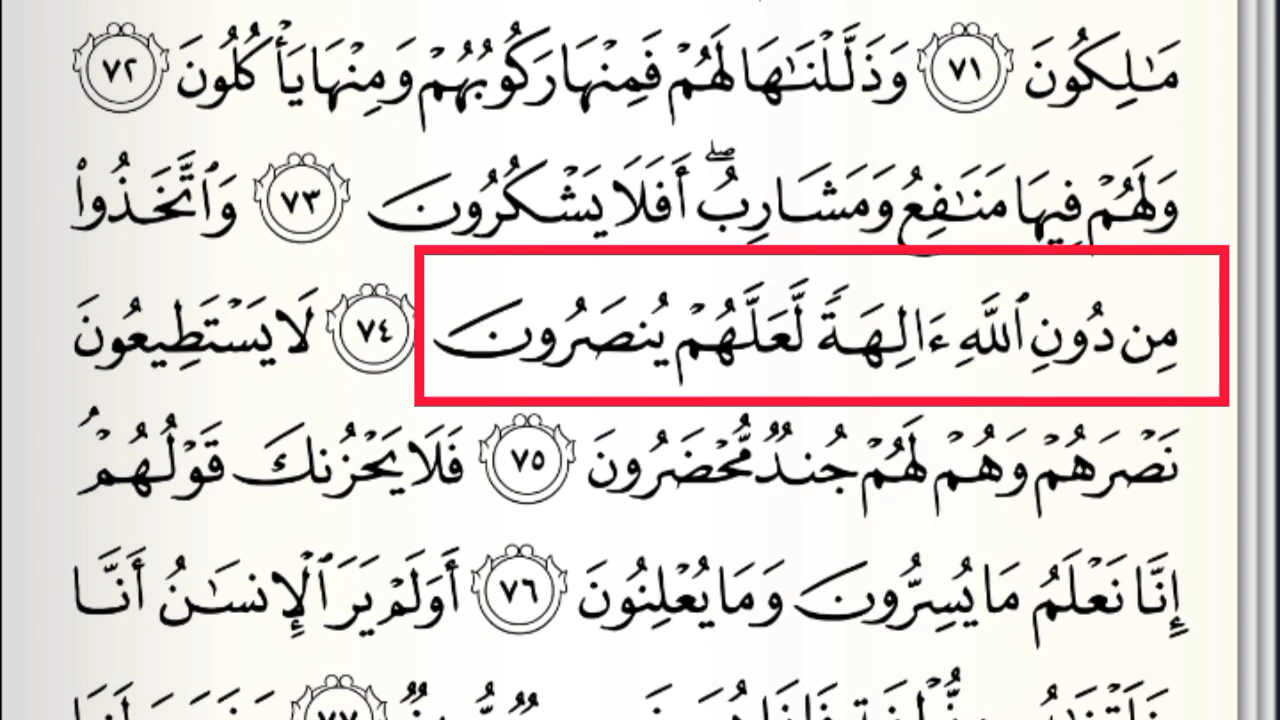 مَـٰلِكُونَ ٧١ وَذَلَّلْنَـٰهَا لَهُمْ فَمِنْهَا رَكُوبُهُمْ وَمِنْهَا يَأْكُلُونَ ٧٢
وَلَهُمْ فِيهَا مَنَـٰفِعُ وَمَشَارِبُ ۖ أَفَلَا يَشْكُرُونَ ٧٣ وَٱتَّخَذُوا۟
مِن دُونِ ٱللَّهِ ءَالِهَةً لَّعَلَّهُمْ يُنصَرُونَ ٧٤ لَا يَسْتَطِيعُونَ
نَصْرَهُمْ وَهُمْ لَهُمْ جُندٌ مُّحْضَرُونَ ٧٥ فَلَا يَحْزُنكَ قَوْلُهُمْ ۘ
إِنَّا نَعْلَمُ مَا يُسِرُّونَ وَمَا يُعْلِنُونَ ٧٦ أَوَلَمْ يَرَ ٱلْإِنسَـٰنُ أَنَّا